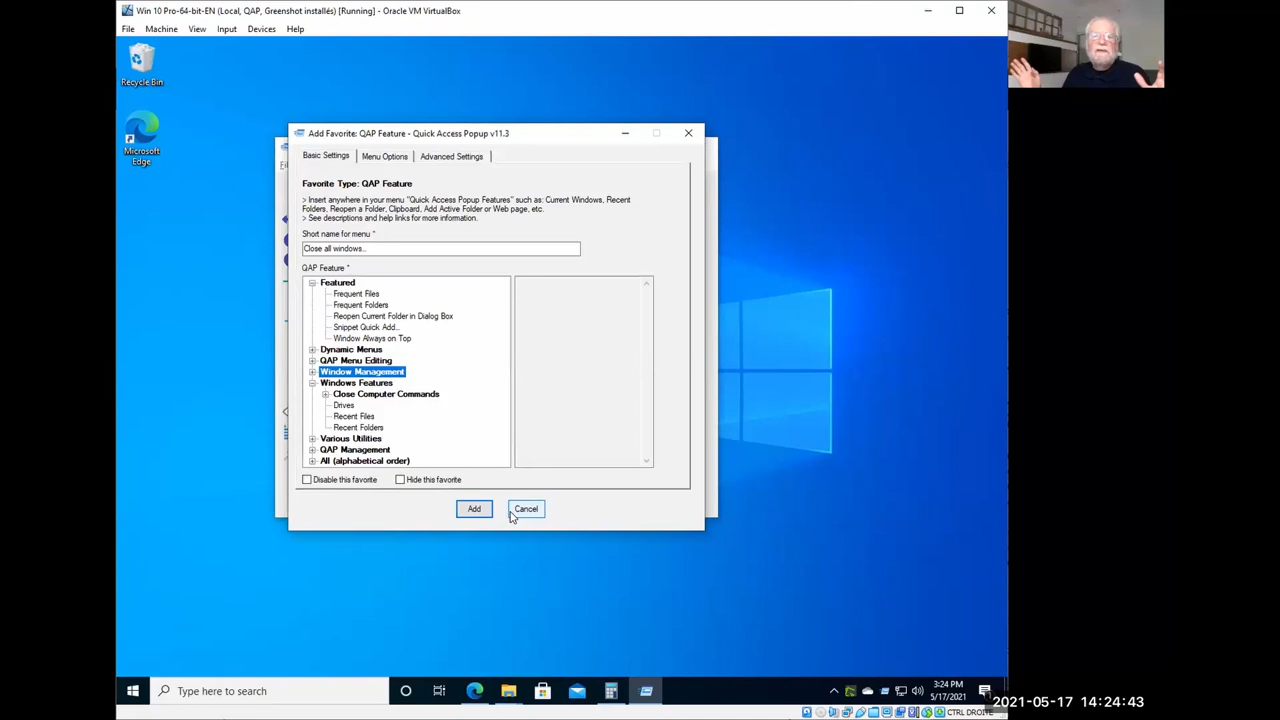 Win 10 Pro-64-bit-EN (Local, QAP, Greenshot installés) [Running] - Oracle VM VirtualBox
File Machine View Input Devices Help
Recycle Bin
Microsoft
Edge
Add Favorite: QAP Feature - Quick Access Popup v11.3
Basic Settings Menu Options Advanced Settings
Favorite Type: QAP Feature
> Insert anywhere in your menu "Quick Access Popup Features" such as: Current Windows, Recent
Folders, Reopen a Folder, Clipboard, Add Active Folder or Web page, etc.
> See descriptions and help links for more information.
Short name for menu *
Close all windows...
QAP Feature *
Featured
Frequent Files
Frequent Folders
Reopen Current Folder in Dialog Box
Snippet Quick Add...
Window Always on Top
Dynamic Menus
QAP Menu Editing
Window Management
Windows Features
Close Computer Commands
Drives
Recent Files
Recent Folders
Various Utilities
QAP Management
All (alphabetical order)
Disable this favorite Hide this favorite
Add Cancel
Type here to search
3:24 PM
5/17/2021
2021-05-17 14:24:43
CTRL DROITE